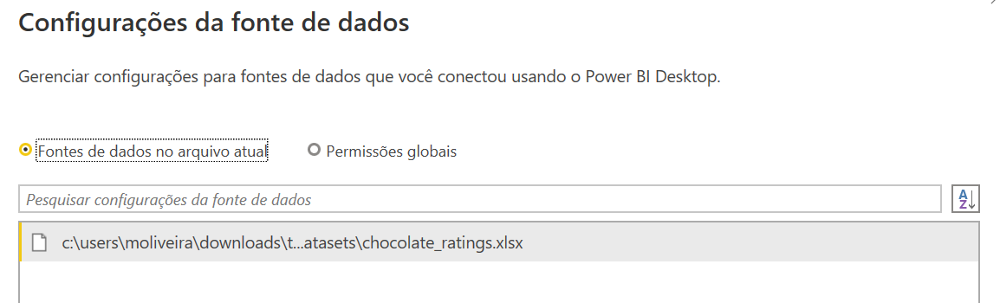 Configurações da fonte de dados
Gerenciar configurações para fontes de dados que você conectou usando o Power BI Desktop.
Fontes de dados no arquivo atual Permissões globais
Pesquisar configurações da fonte de dados
A
Z
c:\users\moliveira\downloads\t...atasets\chocolate_ratings.xlsx